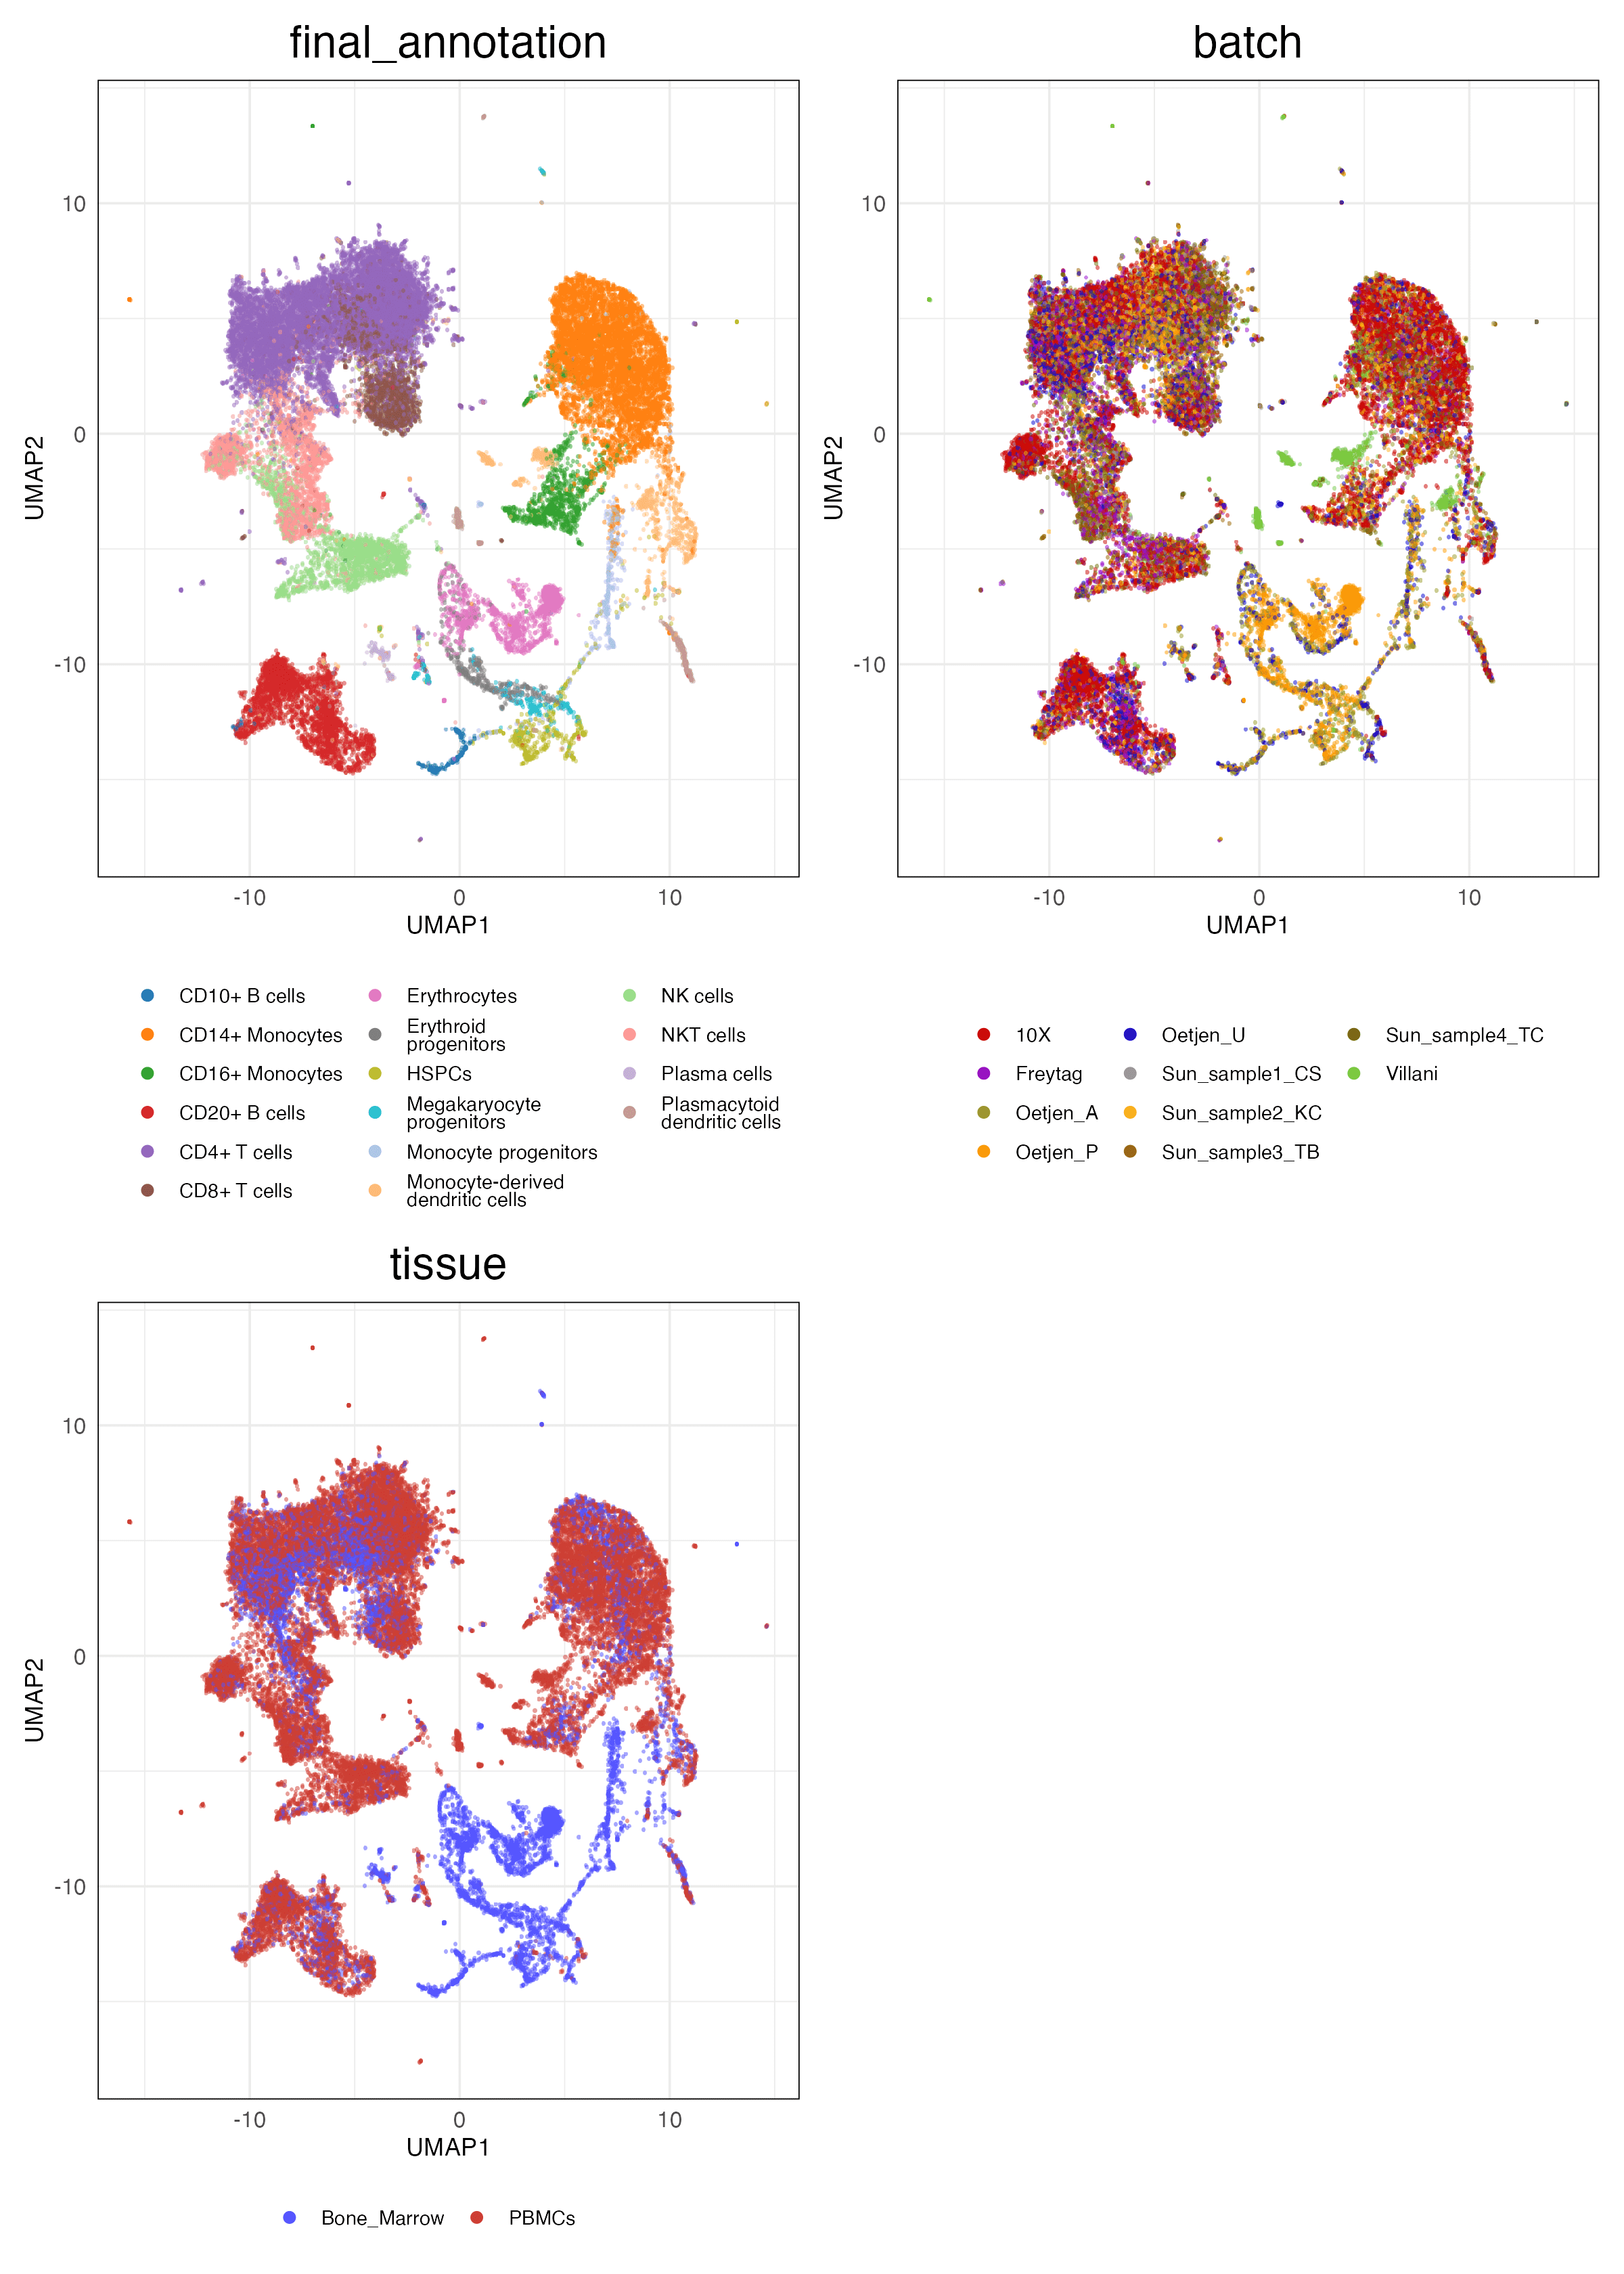 final_annotation
batch
10
0
-10
UMAP2
-10
0
10
UMAP1
10
0
-10
UMAP2
-10
0
10
UMAP1
CD10+ B cells
CD14+ Monocytes
CD16+ Monocytes
CD20+ B cells
CD4+ T cells
CD8+ T cells
Erythrocytes
Erythroid
progenitors
HSPCs
Megakaryocyte
progenitors
Monocyte progenitors
Monocyte-derived
dendritic cells
NK cells
NKT cells
Plasma cells
Plasmacytoid
dendritic cells
10X
Freytag
Oetjen_A
Oetjen_P
Oetjen_U
Sun_sample1_CS
Sun_sample2_KC
Sun_sample3_TB
Sun_sample4_TC
Villani
tissue
10
0
-10
UMAP2
-10
0
10
UMAP1
Bone_Marrow
PBMCs